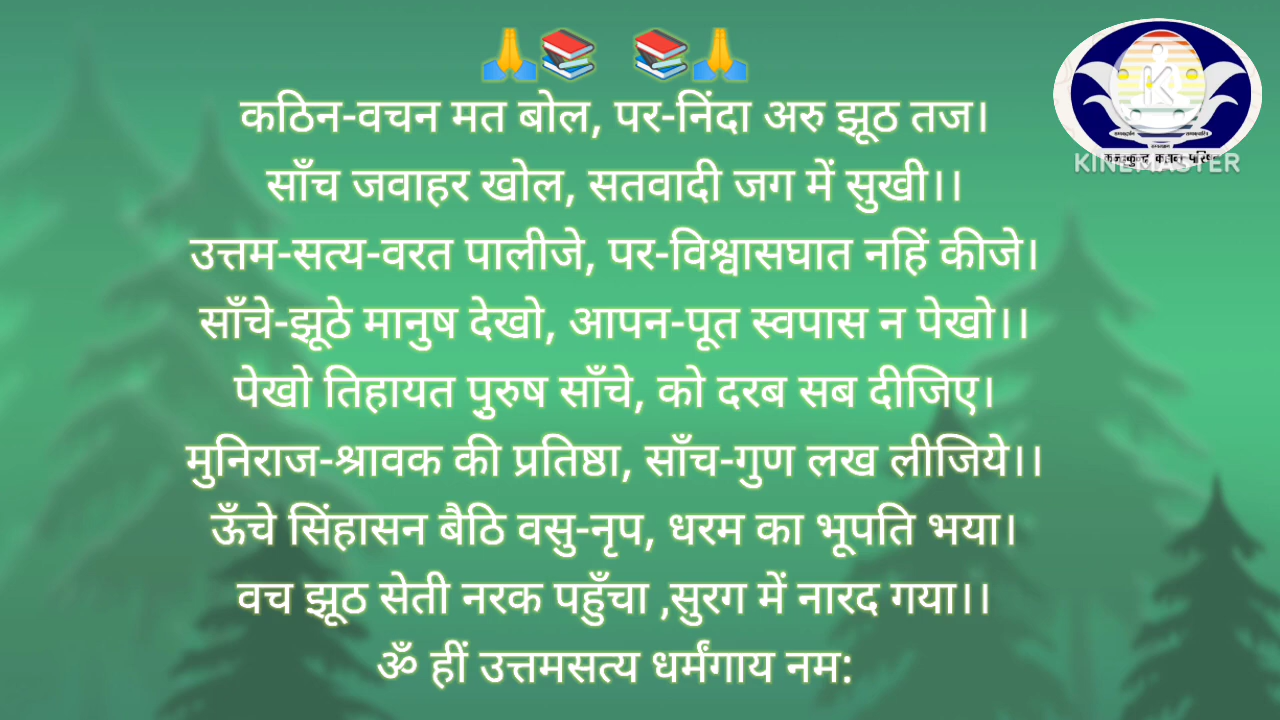 🙏📚 📚🙏
कठिन-वचन मत बोल, पर-निंदा अरु झूठ तज।
साँच जवाहर खोल, सतवादी जग में सुखी।।
उत्तम-सत्य-वरत पालीजे, पर-विश्वासघात नहिं कीजे।
साँचे-झूठे मानुष देखो, आपन-पूत स्वपास न पेखो।।
पेखो तिहायत पुरुष साँचे, को दरब सब दीजिए।
मुनिराज-श्रावक की प्रतिष्ठा, साँच-गुण लख लीजिये।।
ऊँचे सिंहासन बैठि वसु-नृप, धरम का भूपति भया।
वच झूठ सेती नरक पहुँचा ,सुरग में नारद गया।।
ॐ हीं उत्तमसत्य धर्मंगाय नम:
KINEMASTER